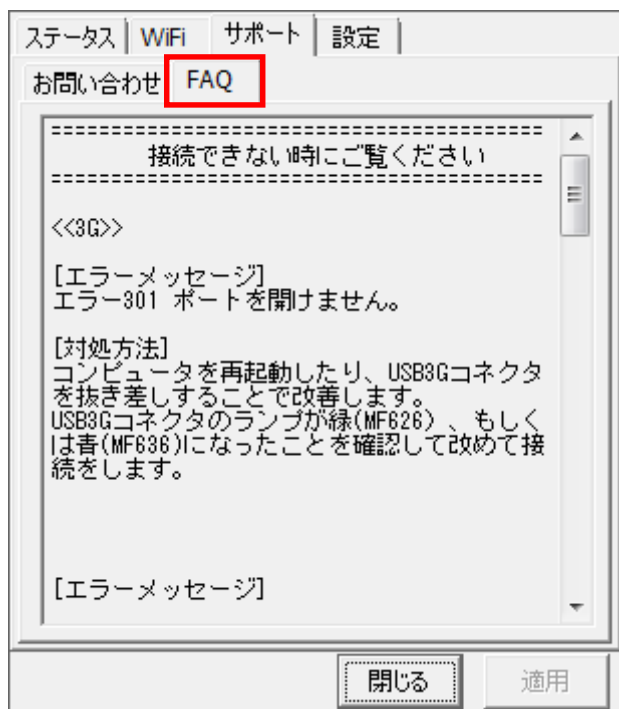 ステータス WiFi サポート 設定
お問い合わせ FAQ
=========================================
接続できない時にご覧ください
=========================================
<<3G>>
[エラーメッセージ]
エラー301 ポートを開けません。
[対処方法]
コンピュータを再起動したり、USB3Gコネクタ
を抜き差しすることで改善します。
USB3Gコネクタのランプが緑(MF626)、もしく
は青(MF636)になったことを確認して改めて接
続をします。
[エラーメッセージ]
閉じる 適用